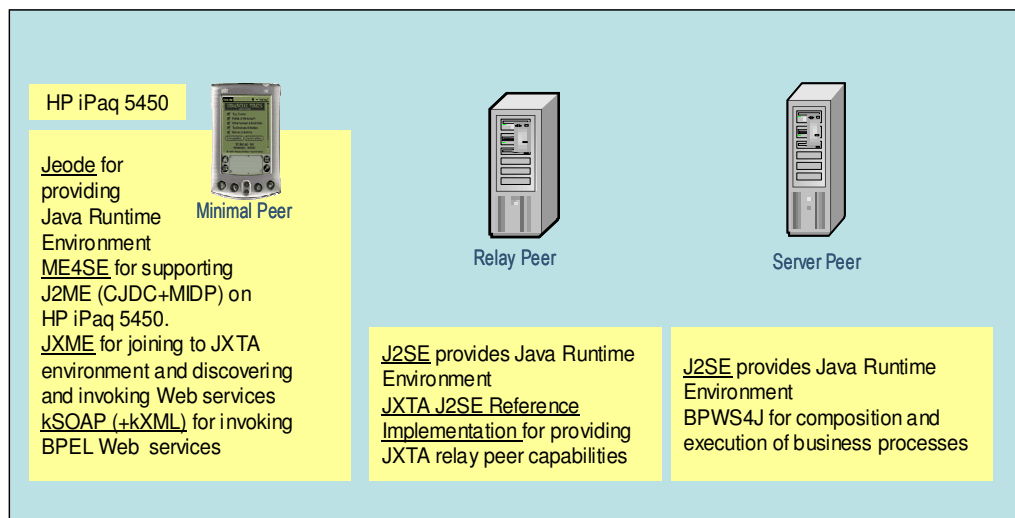 HP iPaq 5450
Jeode for
providing
Java Runtime
Environment
ME4SE for supporting
J2ME (CJDC+MIDP) on
HP iPaq 5450.
JXME for joining to JXTA
environment and discovering
and invoking Web services
kSOAP (+kXML) for invoking
BPEL Web services
Minimal Peer
Relay Peer
J2SE provides Java Runtime
Environment
JXTA J2SE Reference
Implementation for providing
JXTA relay peer capabilities
Server Peer
J2SE provides Java Runtime
Environment
BPWS4J for composition and
execution of business processes